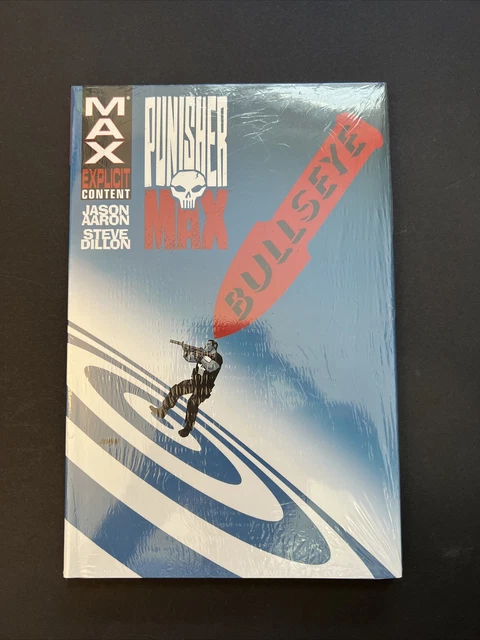 MAX
EXPLICIT
CONTENT
JASON
AARON
STEVE
DILLON
PUNISHER
MAX
BULLSEYE